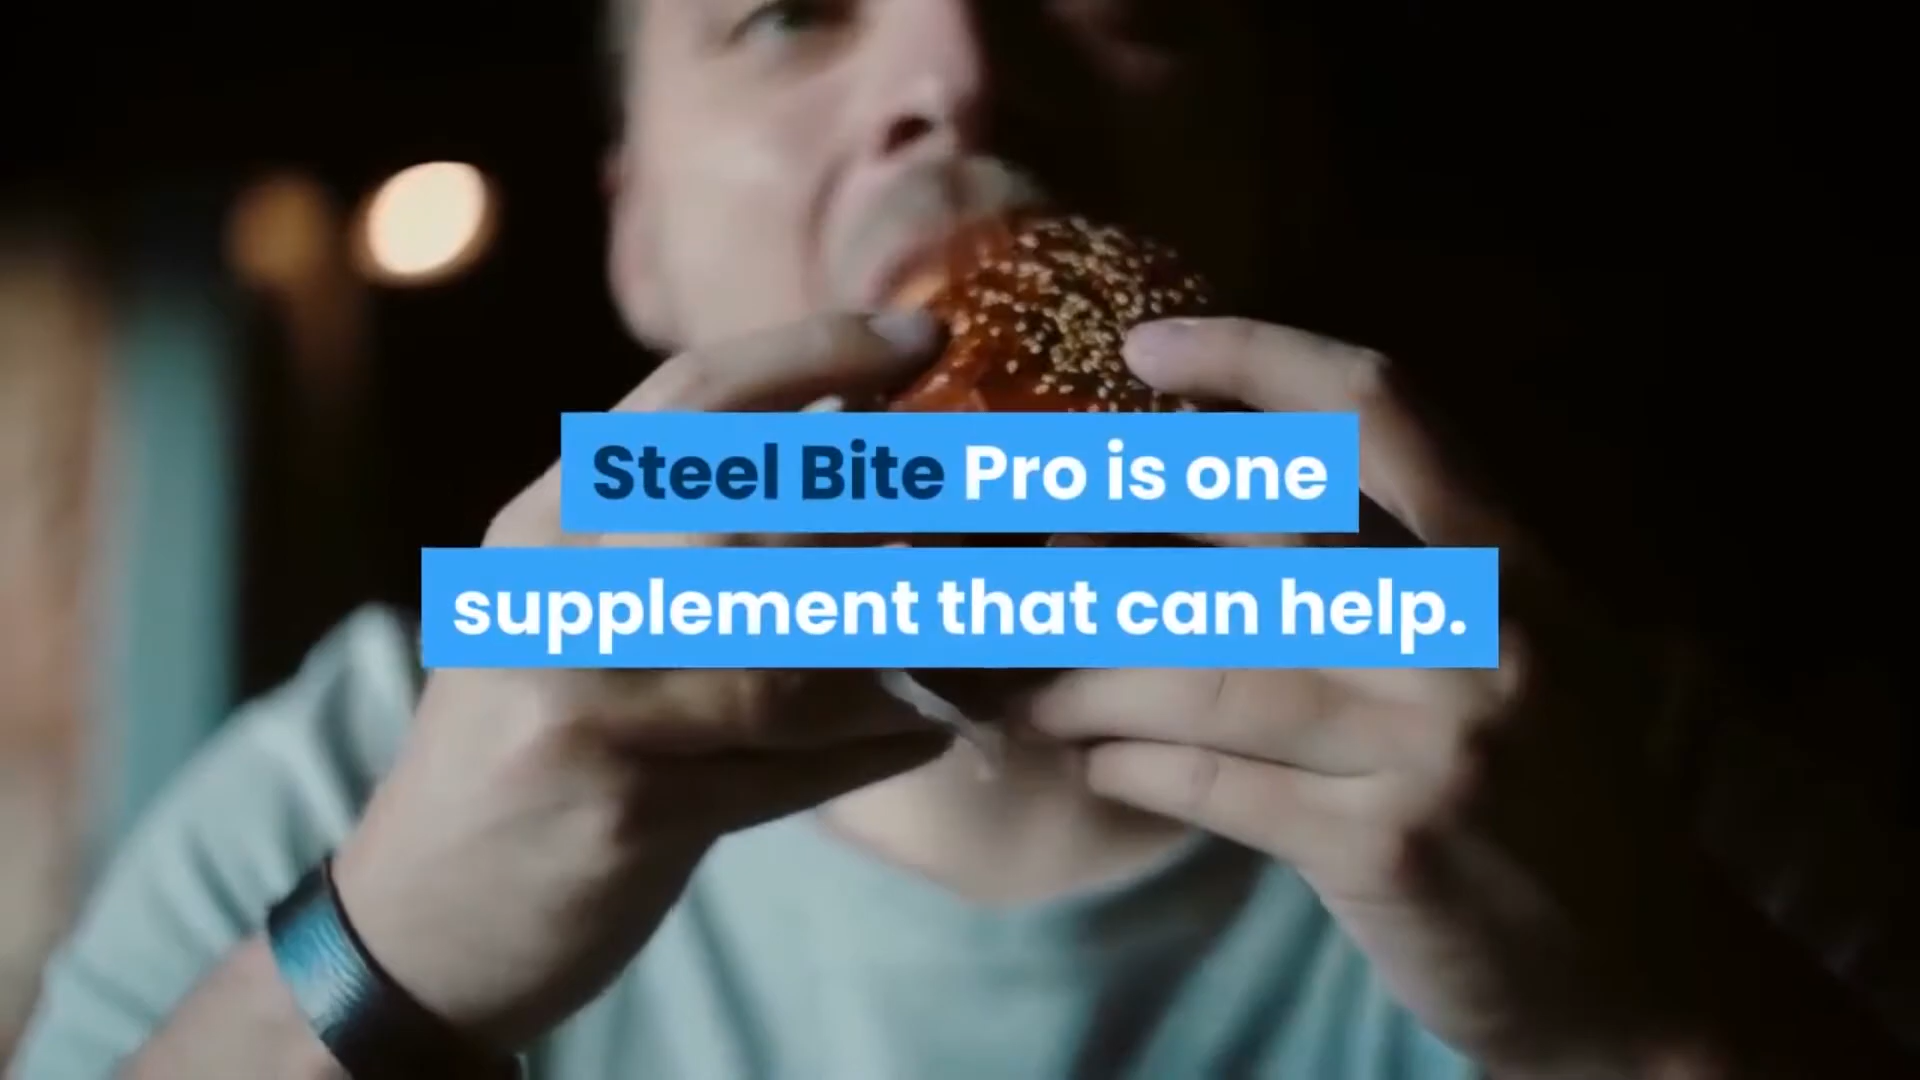 Steel Bite Pro is one
supplement that can help.